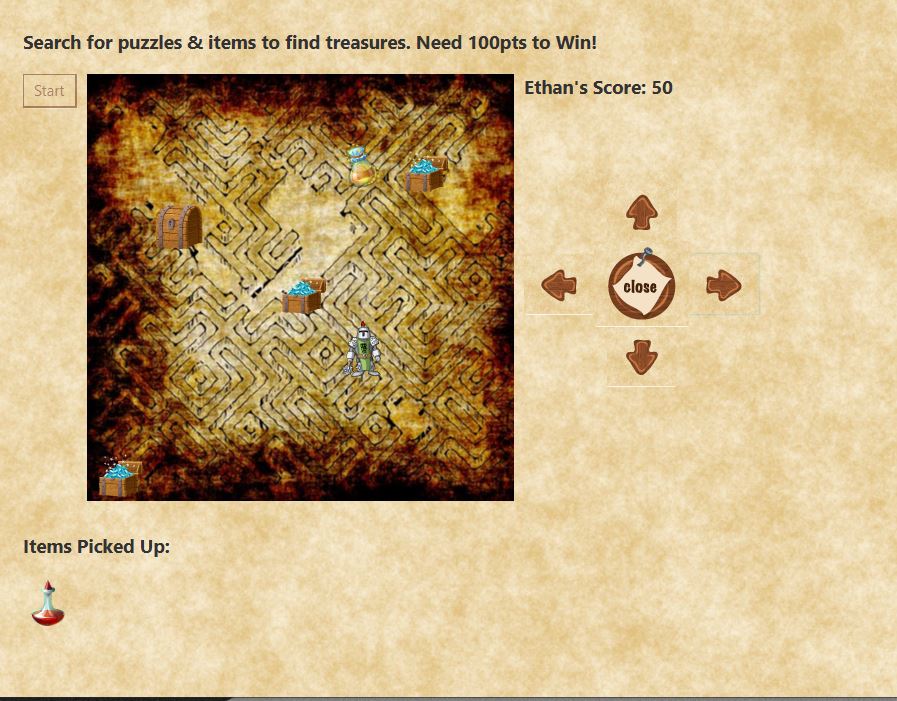 Search for puzzles & items to find treasures. Need 100pts to Win!
Start
Ethan's Score: 50
close
Items Picked Up: